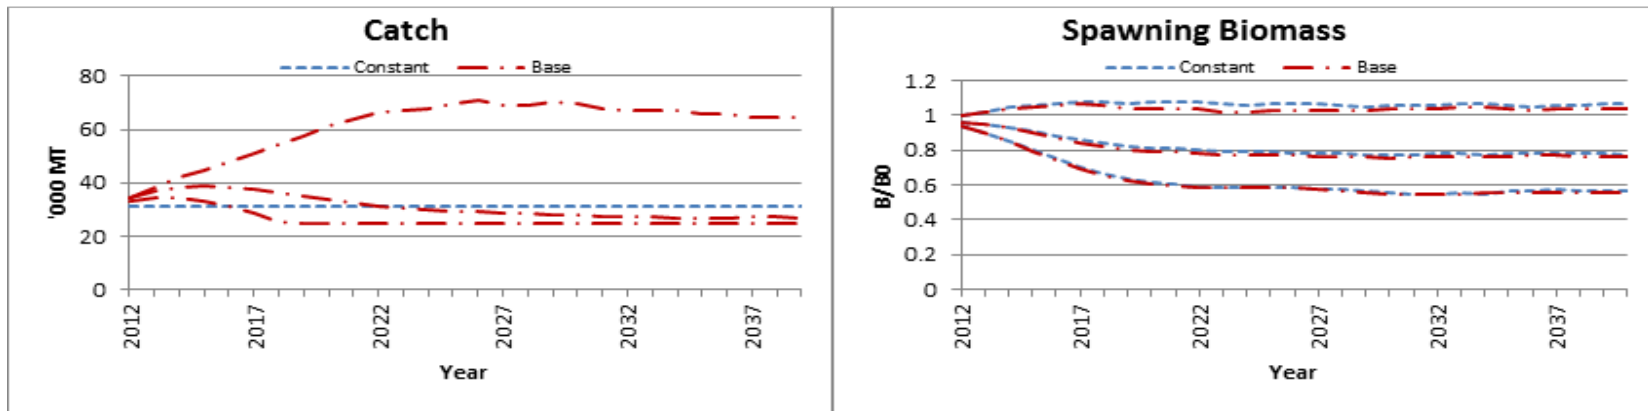 Catch
Constant Base
80
60
40
20
0
'000 MT
2012 2017 2022 2027 2032 2037
Year
Spawning Biomass
Constant Base
1.2
1
0.8
0.6
0.4
0.2
0
B/B0
2012 2017 2022 2027 2032 2037
Year